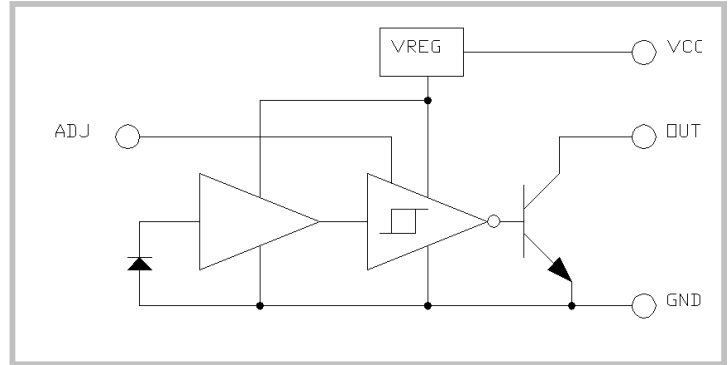 VREG
VCC
ADJ
OUT
GND